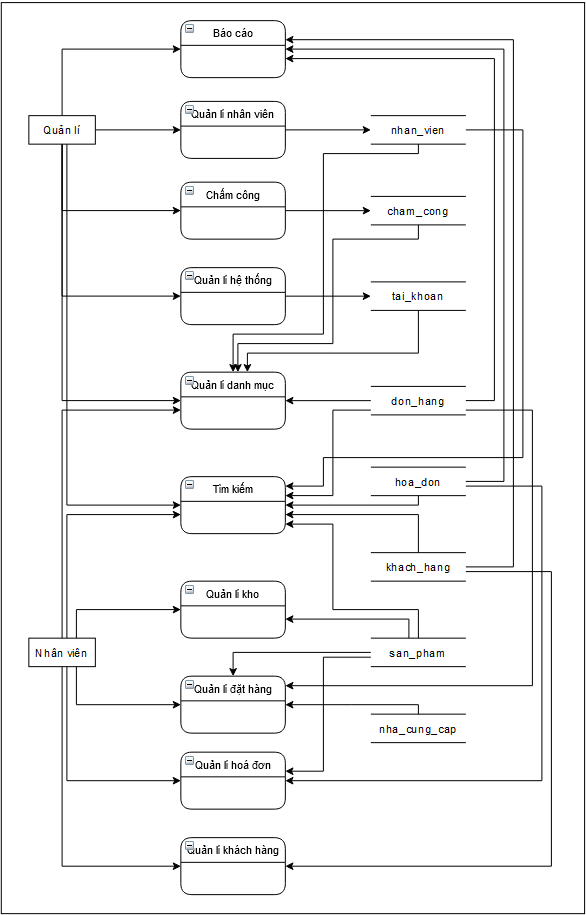 Báo cáo
Quản lí
Quản lí nhân viên
nhan_vien
Chấm công
cham_cong
Quản lí hệ thống
tai_khoan
Quản lí danh mục
don_hang
Tìm kiếm
hoa_don
khach_hang
Quản lí kho
Nhân viên
san_pham
Quản lí đặt hàng
nha_cung_cap
Quản lí hoá đơn
Quản lí khách hàng